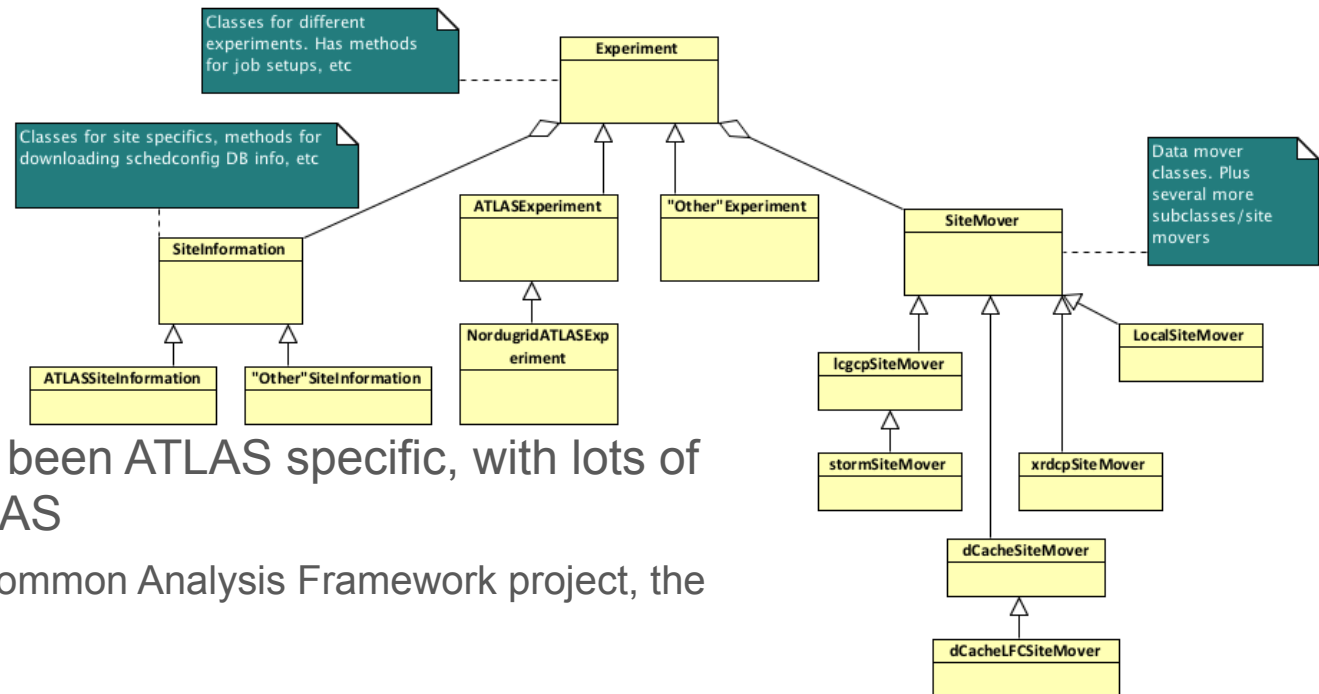 Classes for different
experiments. Has methods
for job setups, etc
Experiment
Classes for site specifics, methods for
downloading schedconfig DB info, etc
Data mover
classes. Plus
several more
subclasses/site
movers
ATLASExperiment
"Other"Experiment
SiteMover
SiteInformation
NordugridATLASExp
eriment
LocalSiteMover
lcgcpSiteMover
ATLASSiteInformation
"Other"SiteInformation
been ATLAS specific, with lots of
AS
stormSiteMover
xrdcpSiteMover
ommon Analysis Framework project, the
dCacheSiteMover
dCacheLFCSiteMover